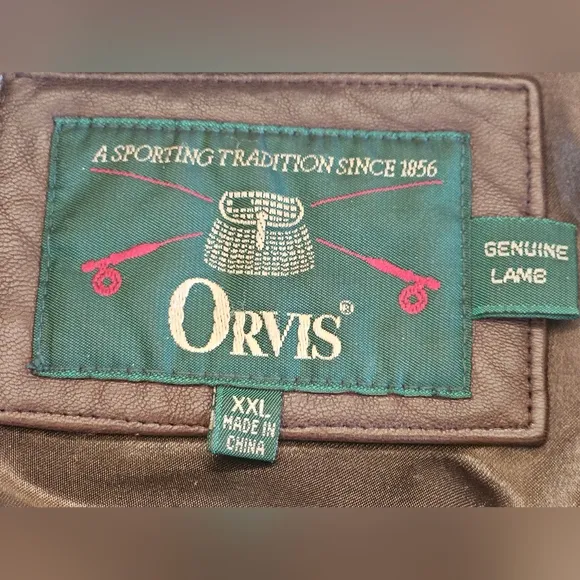 A SPORTING TRADITION SINCE 1856
ORVIS®
GENUINE
LAMB
XXL
MADE IN
CHINA